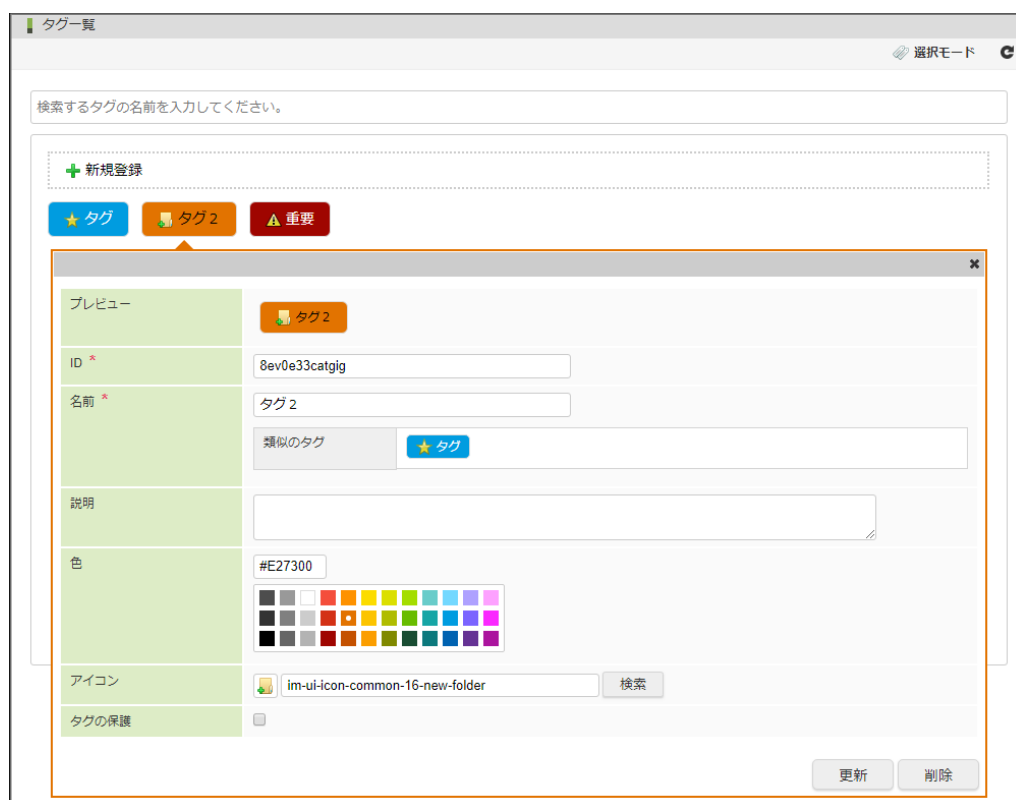 タグ一覧
選択モード
検索するタグの名前を入力してください。
新規登録
タグ タグ2 重要
プレビュー タグ2
ID * 8ev0e33catgig
名前 * タグ2
類似のタグ タグ
説明
色 #E27300
アイコン im-ui-icon-common-16-new-folder 検索
タグの保護
更新 削除